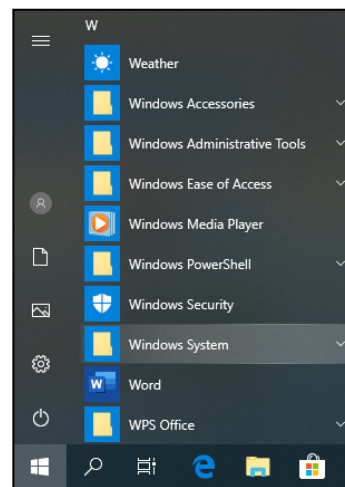 W
Weather
Windows Accessories
Windows Administrative Tools
Windows Ease of Access
Windows Media Player
Windows PowerShell
Windows Security
Windows System
W Word
WPS Office